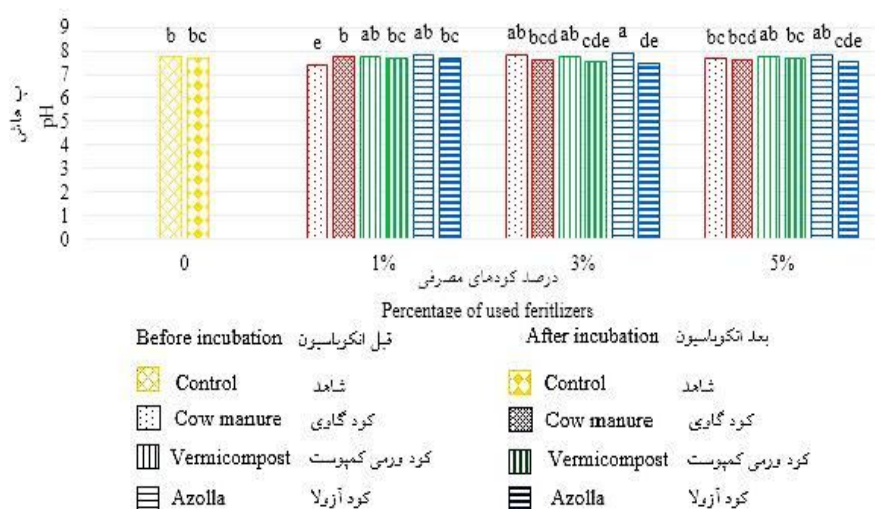 9
8
7
6
5
4
3
2
1
0
پ هاش
pH
b bc e b ab bc ab bc ab bcd ab cde a de bc bcd ab bc ab cde
0 1% 3% 5%
درصد کودهای مصرفی
Percentage of used feritlizers
Before incubation قبل انکوباسیون After incubation بعد انکوباسیون
Control شاهد Control شاهد
Cow manure کود گاوی Cow manure کود گاوی
Vermicompost کود ورمی کمپوست Vermicompost کود ورمی کمپوست
Azolla کود آزولا Azolla کود آزولا